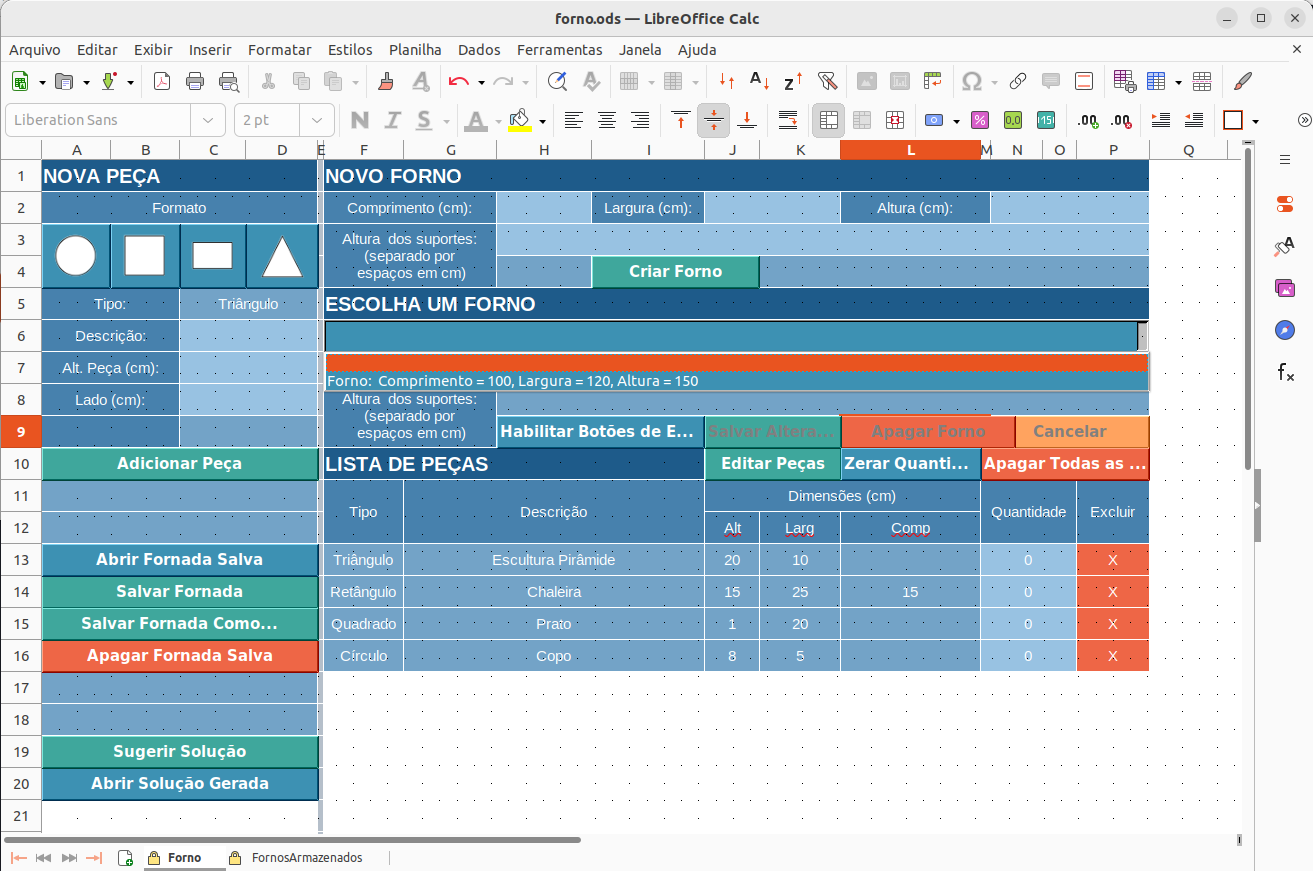 forno.ods — LibreOffice Calc
Arquivo Editar Exibir Inserir Formatar Estilos Planilha Dados Ferramentas Janela Ajuda
Liberation Sans 2 pt N I S A
A B C D E F G H I J K L M N O P Q
1 NOVA PEÇA NOVO FORNO
2 Formato Comprimento (cm): Largura (cm): Altura (cm):
3 Altura dos suportes:
(separado por
4 espaços em cm) Criar Forno
5 Tipo: Triângulo ESCOLHA UM FORNO
6 Descrição:
7 Alt. Peça (cm):
Forno: Comprimento = 100, Largura = 120, Altura = 150
8 Lado (cm): Altura dos suportes:
(separado por
9 espaços em cm) Habilitar Botões de E... Salvar Altera... Apagar Forno Cancelar
10 Adicionar Peça LISTA DE PEÇAS Editar Peças Zerar Quanti... Apagar Todas as ...
11 Tipo Descrição Dimensões (cm) Quantidade Excluir
12 Alt Larg Comp
13 Abrir Fornada Salva Triângulo Escultura Pirâmide 20 10 0 X
14 Salvar Fornada Retângulo Chaleira 15 25 15 0 X
15 Salvar Fornada Como... Quadrado Prato 1 20 0 X
16 Apagar Fornada Salva Círculo Copo 8 5 0 X
17
18
19 Sugerir Solução
20 Abrir Solução Gerada
21
Forno FornosArmazenados